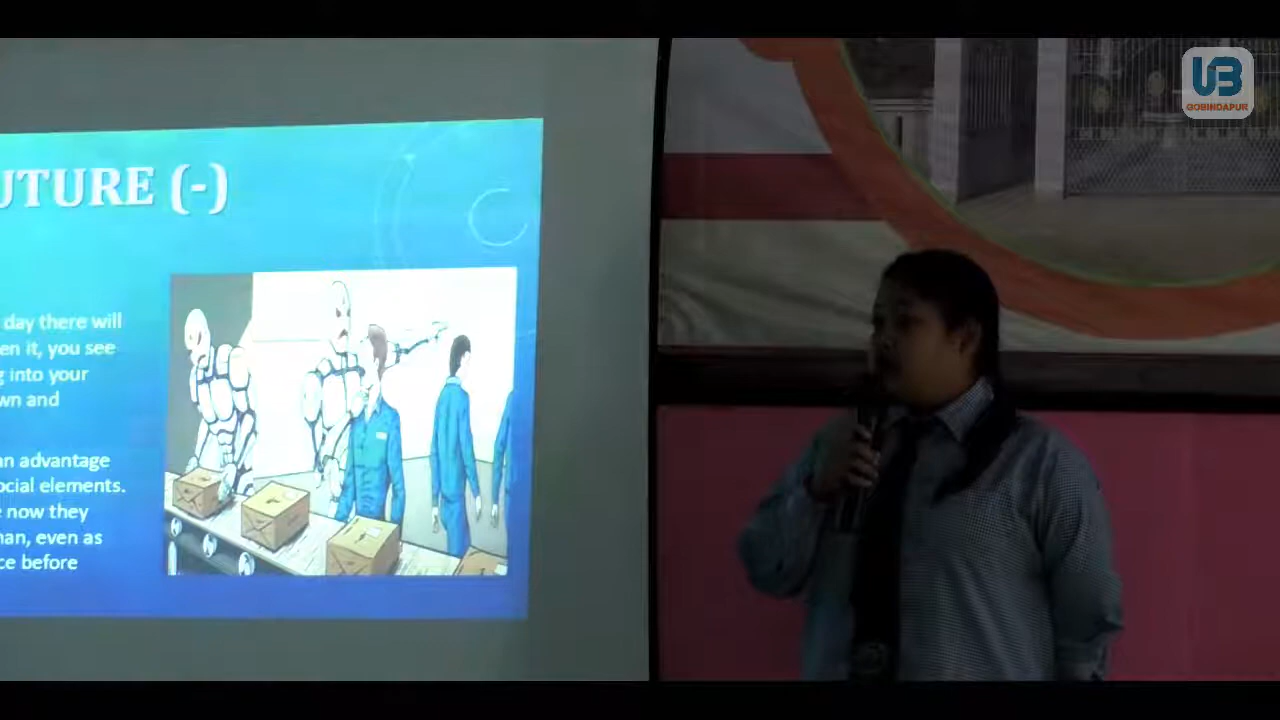 UTURE (-)
day there will
en it, you see
g into your
wn and
an advantage
ocial elements.
e now they
nan, even as
ce before
UB
GOBINDAPUR